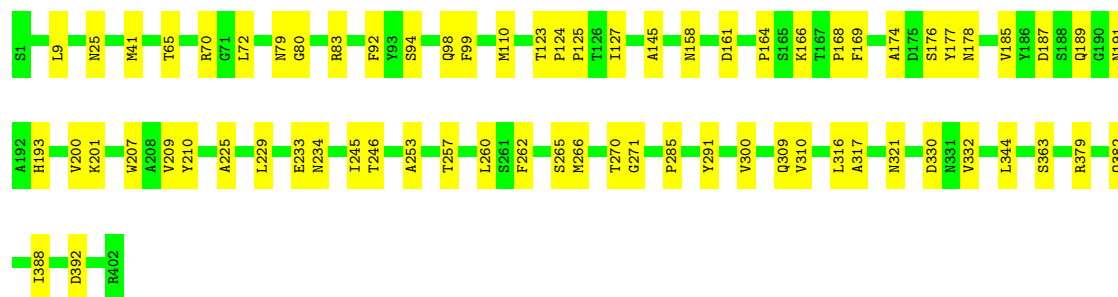 S1 L9 N25 M41 T65 R70 G71 L72 N79 G80 R83 F92 Y93 S94 Q98 F99 M110 T123 P124 P125 T126 I127 A145 N158 D161 P164 S165 K166 T167 P168 F169 A174 D175 S176 Y177 N178 V185 Y186 D187 S188 Q189 G190 N191
A192 H193 V200 K201 W207 A208 V209 Y210 A225 L229 E233 N234 I245 T246 A253 T257 L260 S261 F262 S265 M266 T270 G271 P285 Y291 V300 Q309 V310 L316 A317 N321 D330 N331 V332 L344 S363 R379
I388 D392 R402